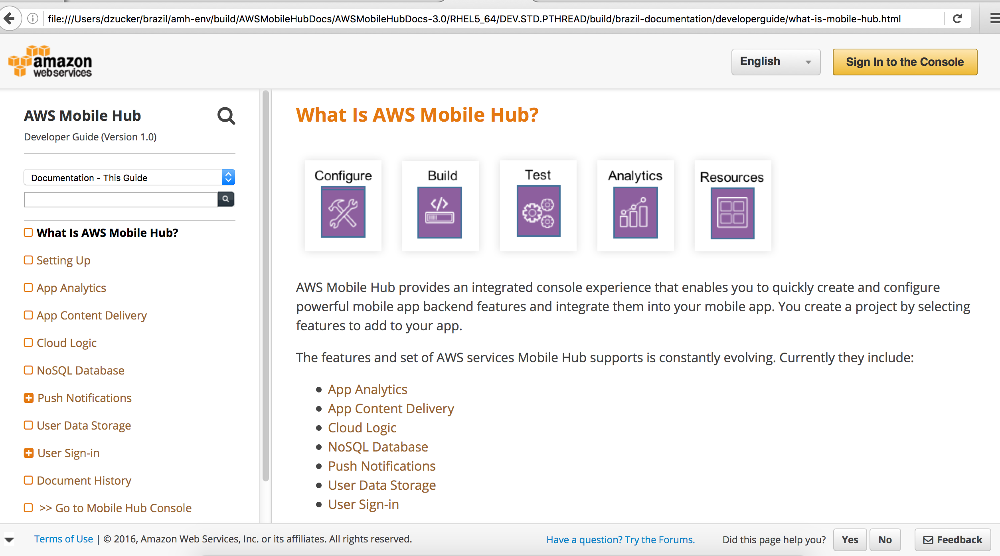 file:///Users/dzucker/brazil/amh-env/build/AWSMobileHubDocs/AWSMobileHubDocs-3.0/RHEL5_64/DEV.STD.PTHREAD/build/brazil-documentation/developerguide/what-is-mobile-hub.html
amazon
web services
English
Sign In to the Console
AWS Mobile Hub
Developer Guide (Version 1.0)
Documentation - This Guide
What Is AWS Mobile Hub?
Setting Up
App Analytics
App Content Delivery
Cloud Logic
NoSQL Database
Push Notifications
User Data Storage
User Sign-in
Document History
>> Go to Mobile Hub Console
What Is AWS Mobile Hub?
Configure
Build
Test
Analytics
Resources
AWS Mobile Hub provides an integrated console experience that enables you to quickly create and configure
powerful mobile app backend features and integrate them into your mobile app. You create a project by selecting
features to add to your app.
The features and set of AWS services Mobile Hub supports is constantly evolving. Currently they include:
App Analytics
App Content Delivery
Cloud Logic
NoSQL Database
Push Notifications
User Data Storage
User Sign-in
Terms of Use | © 2016, Amazon Web Services, Inc. or its affiliates. All rights reserved.
Have a question? Try the Forums.
Did this page help you?
Yes
No
Feedback